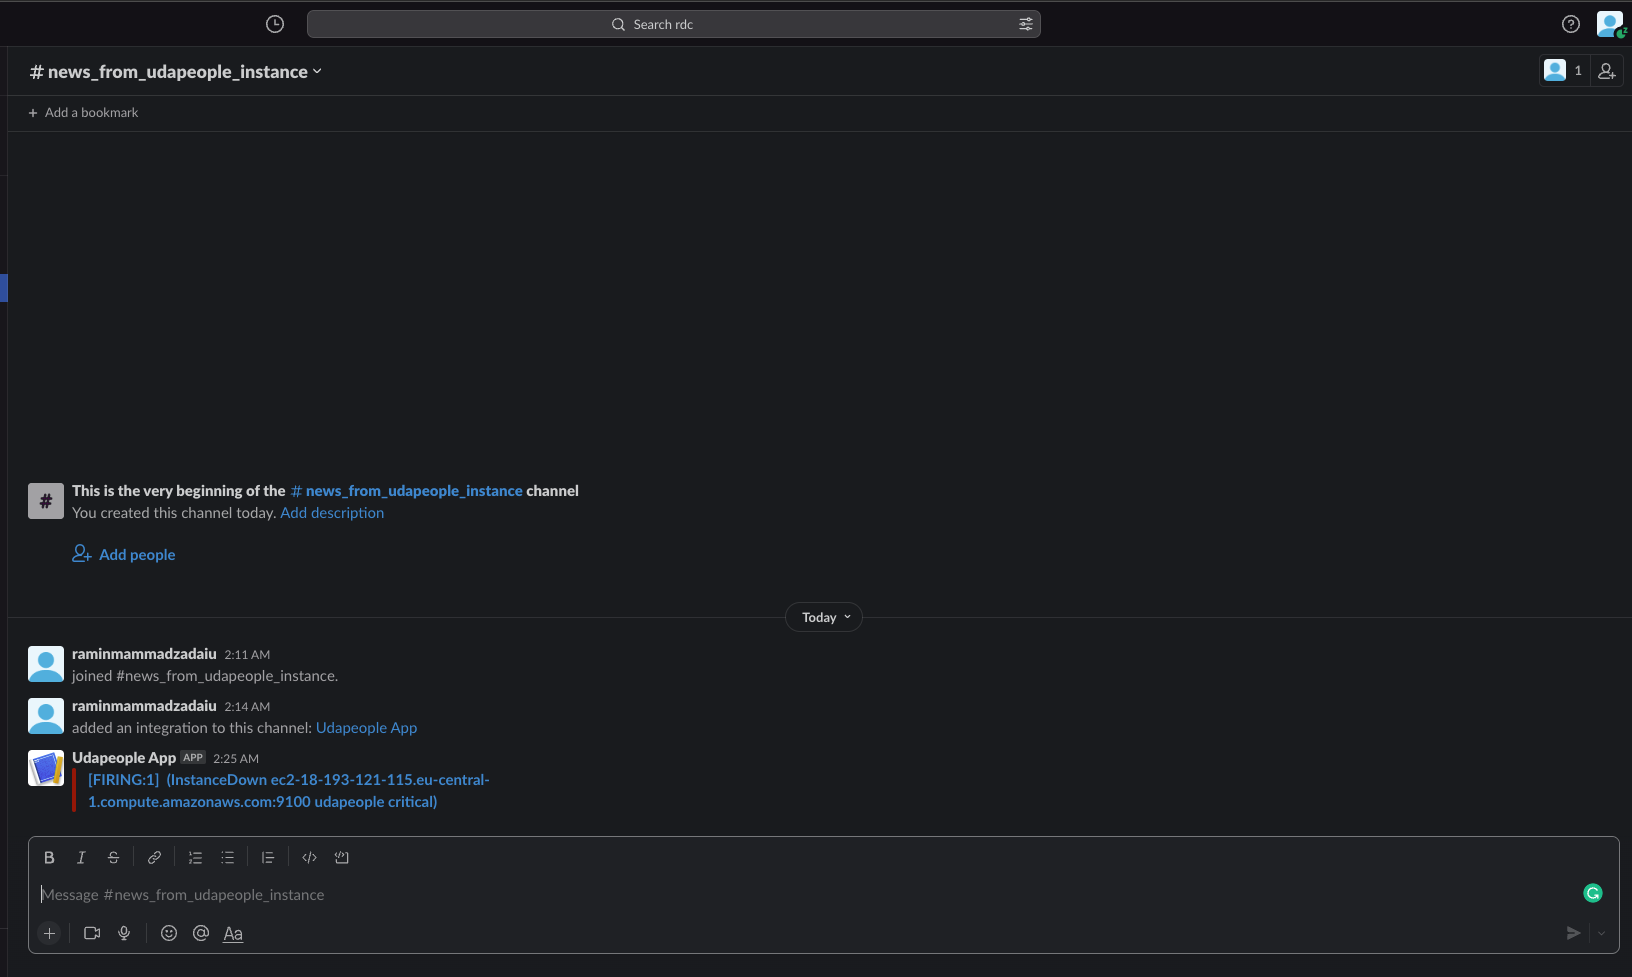 Search rdc
# news_from_udapeople_instance
1
+ Add a bookmark
# This is the very beginning of the # news_from_udapeople_instance channel
You created this channel today. Add description
Add people
Today
raminmammadzadaiu 2:11 AM
joined #news_from_udapeople_instance.
raminmammadzadaiu 2:14 AM
added an integration to this channel: Udapeople App
Udapeople App APP 2:25 AM
[FIRING:1] (InstanceDown ec2-18-193-121-115.eu-central-
1.compute.amazonaws.com:9100 udapeople critical)
B I S
Message #news_from_udapeople_instance
+ @ Aa